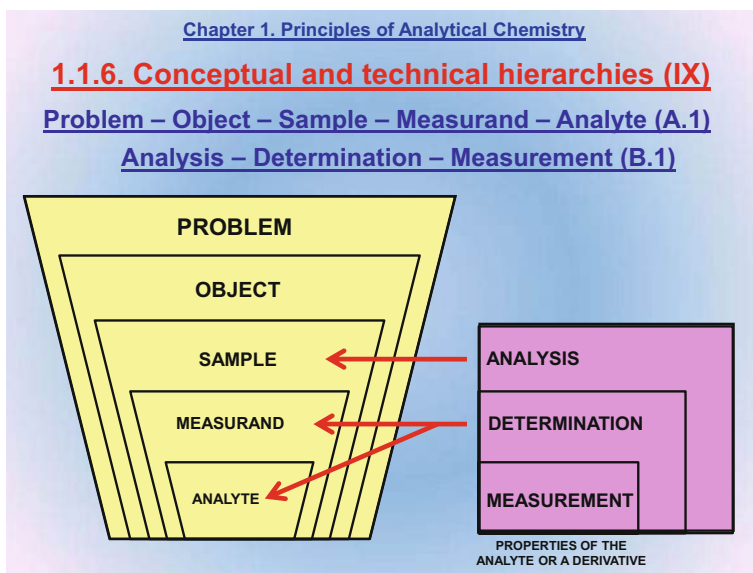 Chapter 1. Principles of Analytical Chemistry
1.1.6. Conceptual and technical hierarchies (IX)
Problem – Object – Sample – Measurand – Analyte (A.1)
Analysis – Determination – Measurement (B.1)
PROBLEM
OBJECT
SAMPLE
MEASURAND
ANALYTE
ANALYSIS
DETERMINATION
MEASUREMENT
PROPERTIES OF THE
ANALYTE OR A DERIVATIVE